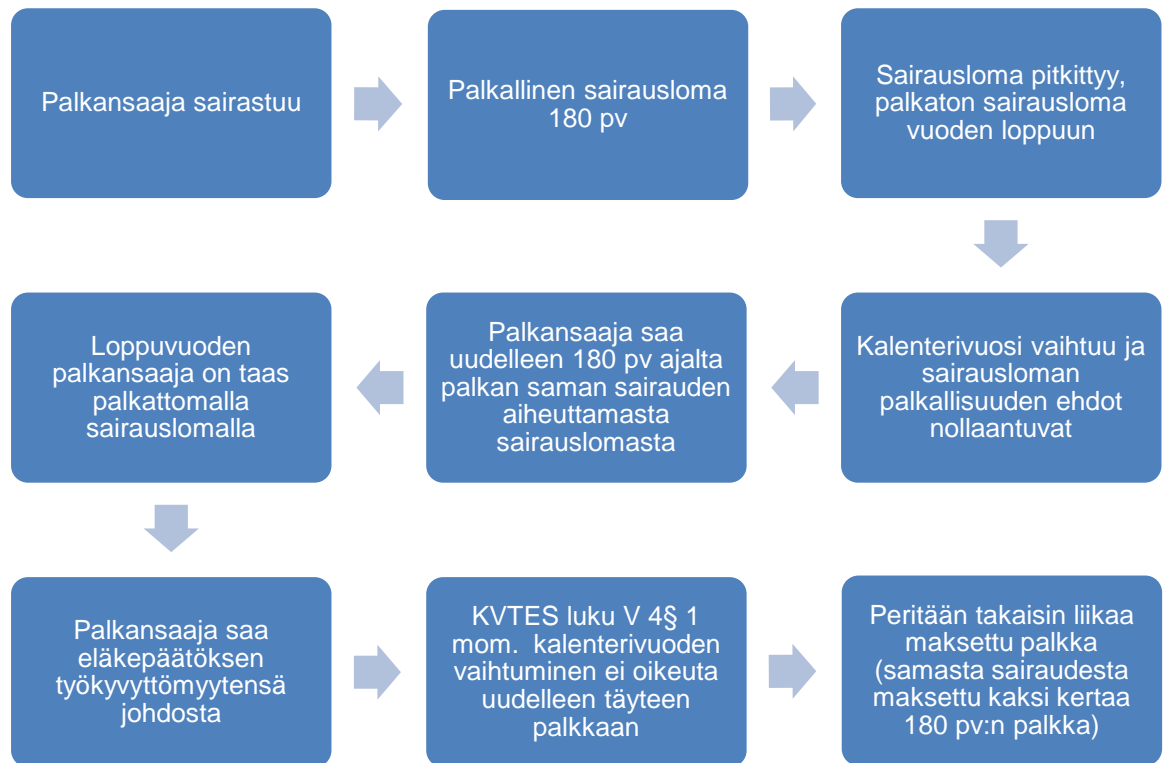 Palkansaaja sairastuu
Palkallinen sairausloma
180 pv
Sairausloma pitkittyy,
palkaton sairausloma
vuoden loppuun
Kalenterivuosi vaihtuu ja
sairausloman
palkallisuuden ehdot
nollaantuvat
Palkansaaja saa
uudelleen 180 pv ajalta
palkan saman sairauden
aiheuttamasta
sairauslomasta
Loppuvuoden
palkansaaja on taas
palkattomalla
sairauslomalla
Palkansaaja saa
eläkepäätöksen
työkyvyttömyytensä
johdosta
KVTES luku V 4§ 1
mom. kalenterivuoden
vaihtuminen ei oikeuta
uudelleen täyteen
palkkaan
Peritään takaisin liikaa
maksettu palkka
(samasta sairaudesta
maksettu kaksi kertaa
180 pv:n palkka)